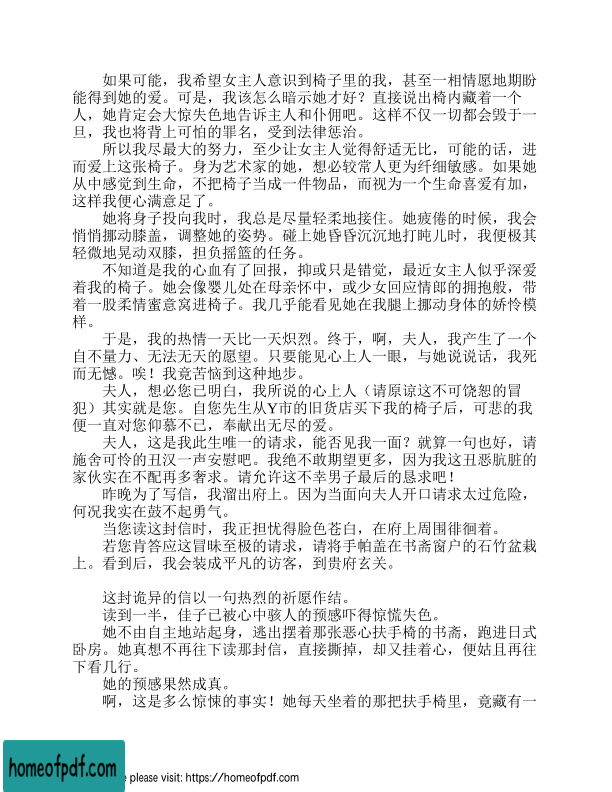 如果可能，我希望女主人意识到椅子里的我，甚至一相情愿地期盼
能得到她的爱。可是，我该怎么暗示她才好？直接说出椅内藏着一个
人，她肯定会大惊失色地告诉主人和仆佣吧。这样不仅一切都会毁于一
旦，我也将背上可怕的罪名，受到法律惩治。
所以我尽最大的努力，至少让女主人觉得舒适无比，可能的话，进
而爱上这张椅子。身为艺术家的她，想必较常人更为纤细敏感。如果她
从中感觉到生命，不把椅子当成一件物品，而视为一个生命喜爱有加，
这样我便心满意足了。
她将身子投向我时，我总是尽量轻柔地接住。她疲倦的时候，我会
悄悄挪动膝盖，调整她的姿势。碰上她昏昏沉沉地打盹儿时，我便极其
轻微地晃动双膝，担负摇篮的任务。
不知道是我的心血有了回报，抑或只是错觉，最近女主人似乎深爱
着我的椅子。她会像婴儿处在母亲怀中，或少女回应情郎的拥抱般，带
着一股柔情蜜意窝进椅子。我几乎能看见她在我腿上挪动身体的娇怜模
样。
于是，我的热情一天比一天炽烈。终于，啊，夫人，我产生了一个
自不量力、无法无天的愿望。只要能见心上人一眼，与她说说话，我死
而无憾。唉！我竟苦恼到这种地步。
夫人，想必您已明白，我所说的心上人（请原谅这不可饶恕的冒
犯）其实就是您。自您先生从Y市的旧货店买下我的椅子后，可悲的我
便一直对您仰慕不已，奉献出无尽的爱。
夫人，这是我此生唯一的请求，能否见我一面？就算一句也好，请
施舍可怜的丑汉一声安慰吧。我绝不敢期望更多，因为我这丑恶肮脏的
家伙实在不配再多奢求。请允许这不幸男子最后的恳求吧！
昨晚为了写信，我溜出府上。因为当面向夫人开口请求太过危险，
何况我实在鼓不起勇气。
当您读这封信时，我正担忧得脸色苍白，在府上周围徘徊着。
若您肯答应这冒昧至极的请求，请将手帕盖在书斋窗户的石竹盆栽
上。看到后，我会装成平凡的访客，到贵府玄关。
这封诡异的信以一句热烈的祈愿作结。
读到一半，佳子已被心中骇人的预感吓得惊慌失色。
她不由自主地站起身，逃出摆着那张恶心扶手椅的书斋，跑进日式
卧房。她真想不再往下读那封信，直接撕掉，却又挂着心，便姑且再往
下看几行。
她的预感果然成真。
啊，这是多么惊悚的事实！她每天坐着的那把扶手椅里，竟藏有一
homeofpdf.com
e please visit: https://homeofpdf.com